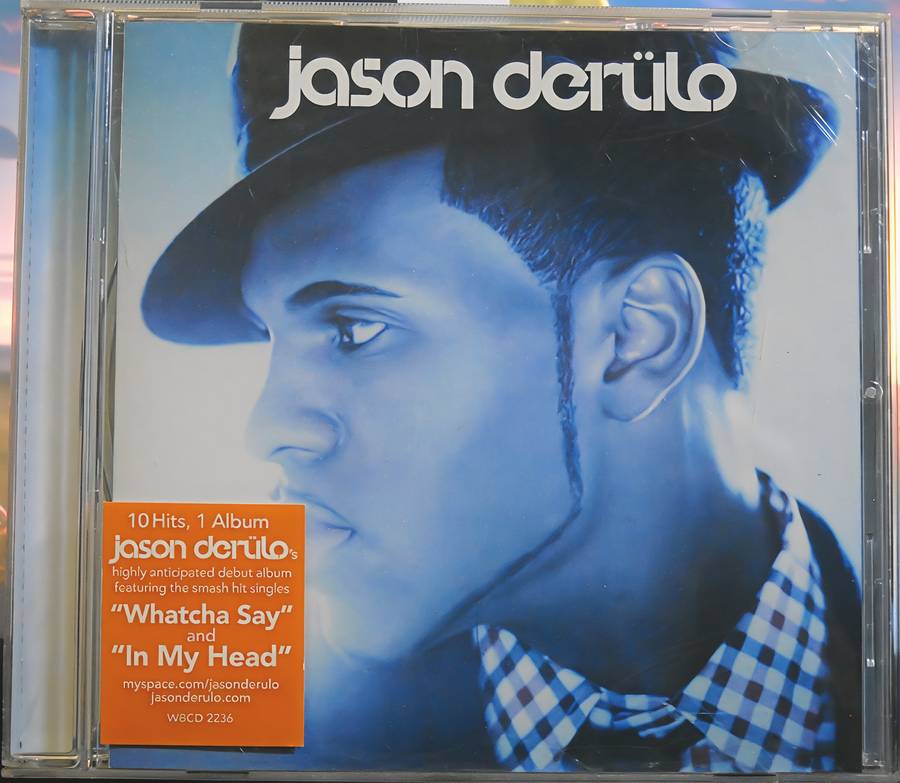 jason derülo
10 Hits, 1 Album
jason derülo's
highly anticipated debut album
featuring the smash hit singles
“Whatcha Say”
and
“In My Head”
myspace.com/jasonderulo
jasonderulo.com
WBCD 2236